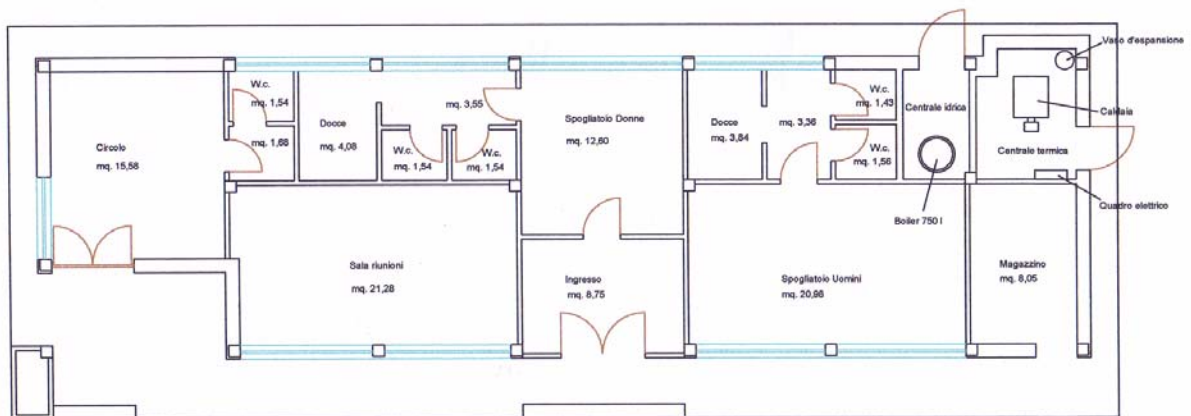 Vaso d'espansione
W.c.
mq. 1,54
mq. 3,55
W.c.
mq. 1,43
Centrale idrica
Caldaia
Docce
mq. 4,08
Spogliatoio Donne
mq. 12,60
Docce
mq. 3,84
mq. 3,36
Circolo
mq. 15,58
mq. 1,68
W.c.
mq. 1,54
W.c.
mq. 1,54
W.c.
mq. 1,56
Centrale termica
Quadro elettrico
Boiler 750 l
Sala riunioni
mq. 21,28
Ingresso
mq. 8,75
Spogliatoio Uomini
mq. 20,96
Magazzino
mq. 8,05